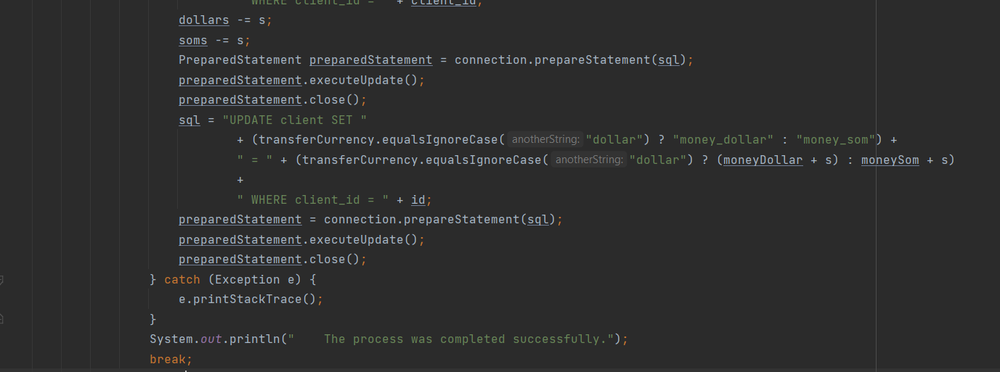 WHERE client_id = " + client_id;
dollars -= s;
soms -= s;
PreparedStatement preparedStatement = connection.prepareStatement(sql);
preparedStatement.executeUpdate();
preparedStatement.close();
sql = "UPDATE client SET "
+ (transferCurrency.equalsIgnoreCase( anotherString: "dollar") ? "money_dollar" : "money_som") +
" = " + (transferCurrency.equalsIgnoreCase( anotherString: "dollar") ? (moneyDollar + s) : moneySom + s)
+
" WHERE client_id = " + id;
preparedStatement = connection.prepareStatement(sql);
preparedStatement.executeUpdate();
preparedStatement.close();
} catch (Exception e) {
e.printStackTrace();
}
System.out.println("    The process was completed successfully.");
break;